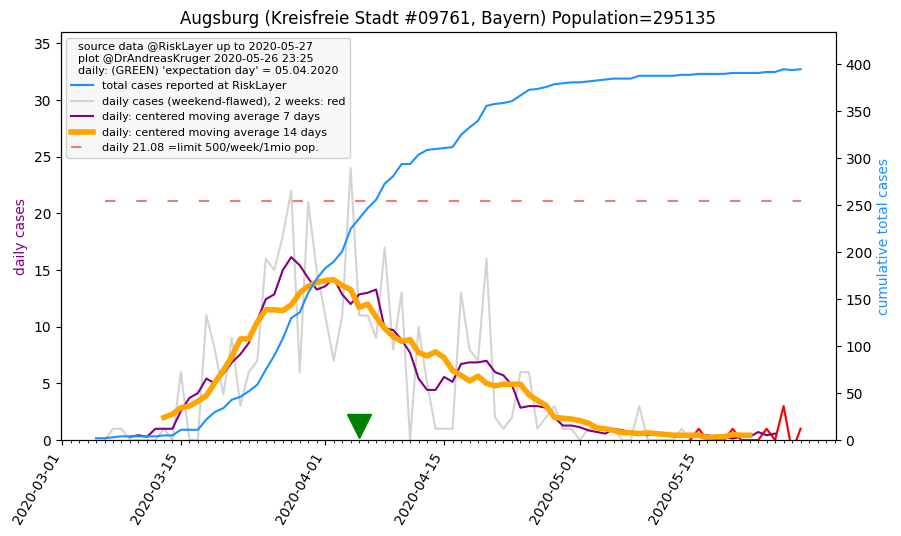 Augsburg (Kreisfreie Stadt #09761, Bayern) Population=295135
source data @RiskLayer up to 2020-05-27
plot @DrAndreasKruger 2020-05-26 23:25
daily: (GREEN) 'expectation day' = 05.04.2020
total cases reported at RiskLayer
daily cases (weekend-flawed), 2 weeks: red
daily: centered moving average 7 days
daily: centered moving average 14 days
daily 21.08 =limit 500/week/1mio pop.
daily cases
35
30
25
20
15
10
5
0
cumulative total cases
400
350
300
250
200
150
100
50
0
2020-03-01
2020-03-15
2020-04-01
2020-04-15
2020-05-01
2020-05-15